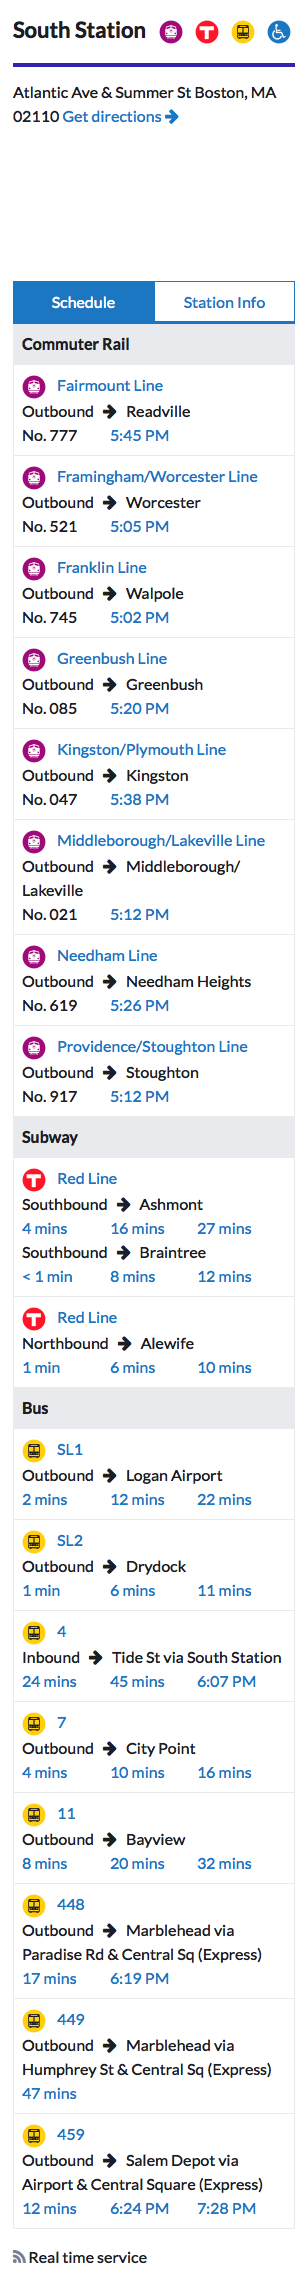 South Station
Atlantic Ave & Summer St Boston, MA
02110 Get directions
Schedule Station Info
Commuter Rail
Fairmount Line
Outbound → Readville
No. 777 5:45 PM
Framingham/Worcester Line
Outbound → Worcester
No. 521 5:05 PM
Franklin Line
Outbound → Walpole
No. 745 5:02 PM
Greenbush Line
Outbound → Greenbush
No. 085 5:20 PM
Kingston/Plymouth Line
Outbound → Kingston
No. 047 5:38 PM
Middleborough/Lakeville Line
Outbound → Middleborough/
Lakeville
No. 021 5:12 PM
Needham Line
Outbound → Needham Heights
No. 619 5:26 PM
Providence/Stoughton Line
Outbound → Stoughton
No. 917 5:12 PM
Subway
T Red Line
Southbound → Ashmont
4 mins 16 mins 27 mins
Southbound → Braintree
< 1 min 8 mins 12 mins
T Red Line
Northbound → Alewife
1 min 6 mins 10 mins
Bus
SL1
Outbound → Logan Airport
2 mins 12 mins 22 mins
SL2
Outbound → Drydock
1 min 6 mins 11 mins
4
Inbound → Tide St via South Station
24 mins 45 mins 6:07 PM
7
Outbound → City Point
4 mins 10 mins 16 mins
11
Outbound → Bayview
8 mins 20 mins 32 mins
448
Outbound → Marblehead via
Paradise Rd & Central Sq (Express)
17 mins 6:19 PM
449
Outbound → Marblehead via
Humphrey St & Central Sq (Express)
47 mins
459
Outbound → Salem Depot via
Airport & Central Square (Express)
12 mins 6:24 PM 7:28 PM
Real time service